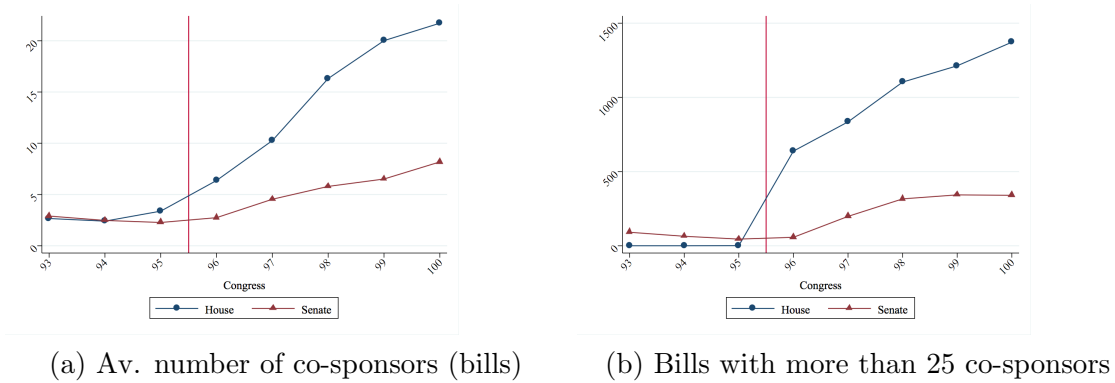 20
15
10
5
0
93 94 95 96 97 98 99 100
Congress
House Senate
(a) Av. number of co-sponsors (bills)
1500
1000
500
0
93 94 95 96 97 98 99 100
Congress
House Senate
(b) Bills with more than 25 co-sponsors